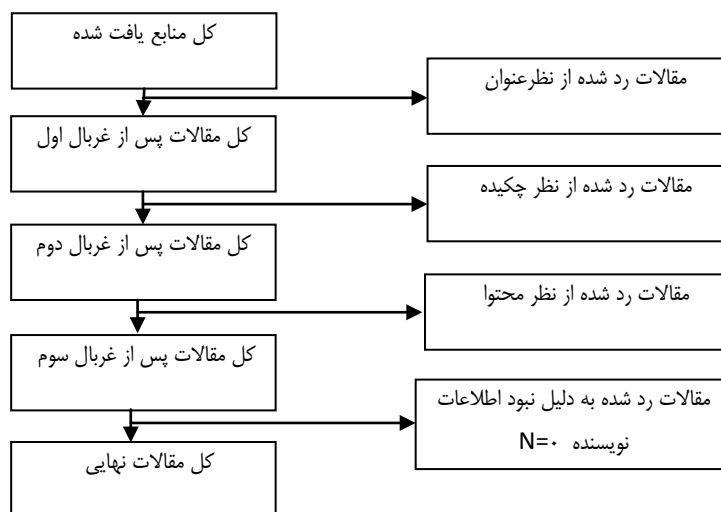 کل منابع یافت شده
مقالات رد شده از نظرعنوان
کل مقالات پس از غربال اول
مقالات رد شده از نظر چکیده
کل مقالات پس از غربال دوم
مقالات رد شده از نظر محتوا
کل مقالات پس از غربال سوم
مقالات رد شده به دلیل نبود اطلاعات
نویسنده N=۰
کل مقالات نهایی